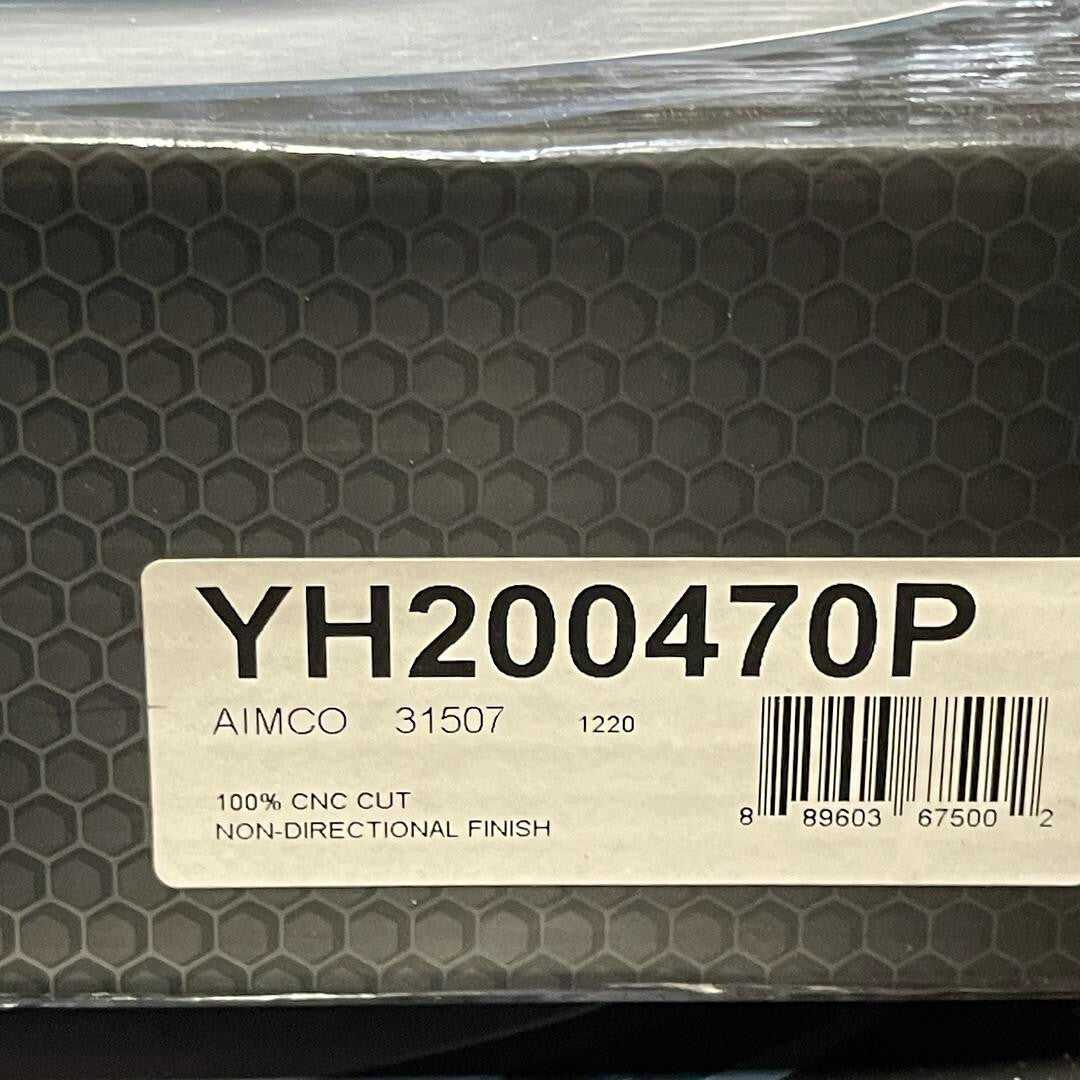 YH200470P
AIMCO 31507 1220
100% CNC CUT
NON-DIRECTIONAL FINISH
8 89603 67500 2